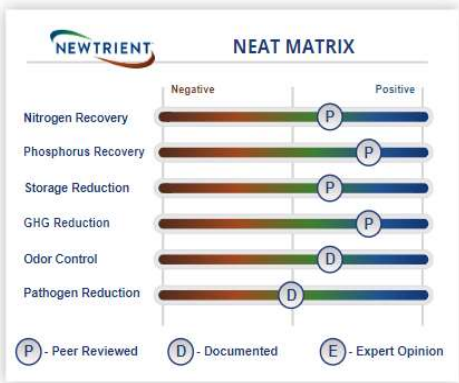 NEWTRIENT
NEAT MATRIX
Negative Positive
Nitrogen Recovery P
Phosphorus Recovery P
Storage Reduction P
GHG Reduction P
Odor Control D
Pathogen Reduction D
P - Peer Reviewed D - Documented E - Expert Opinion